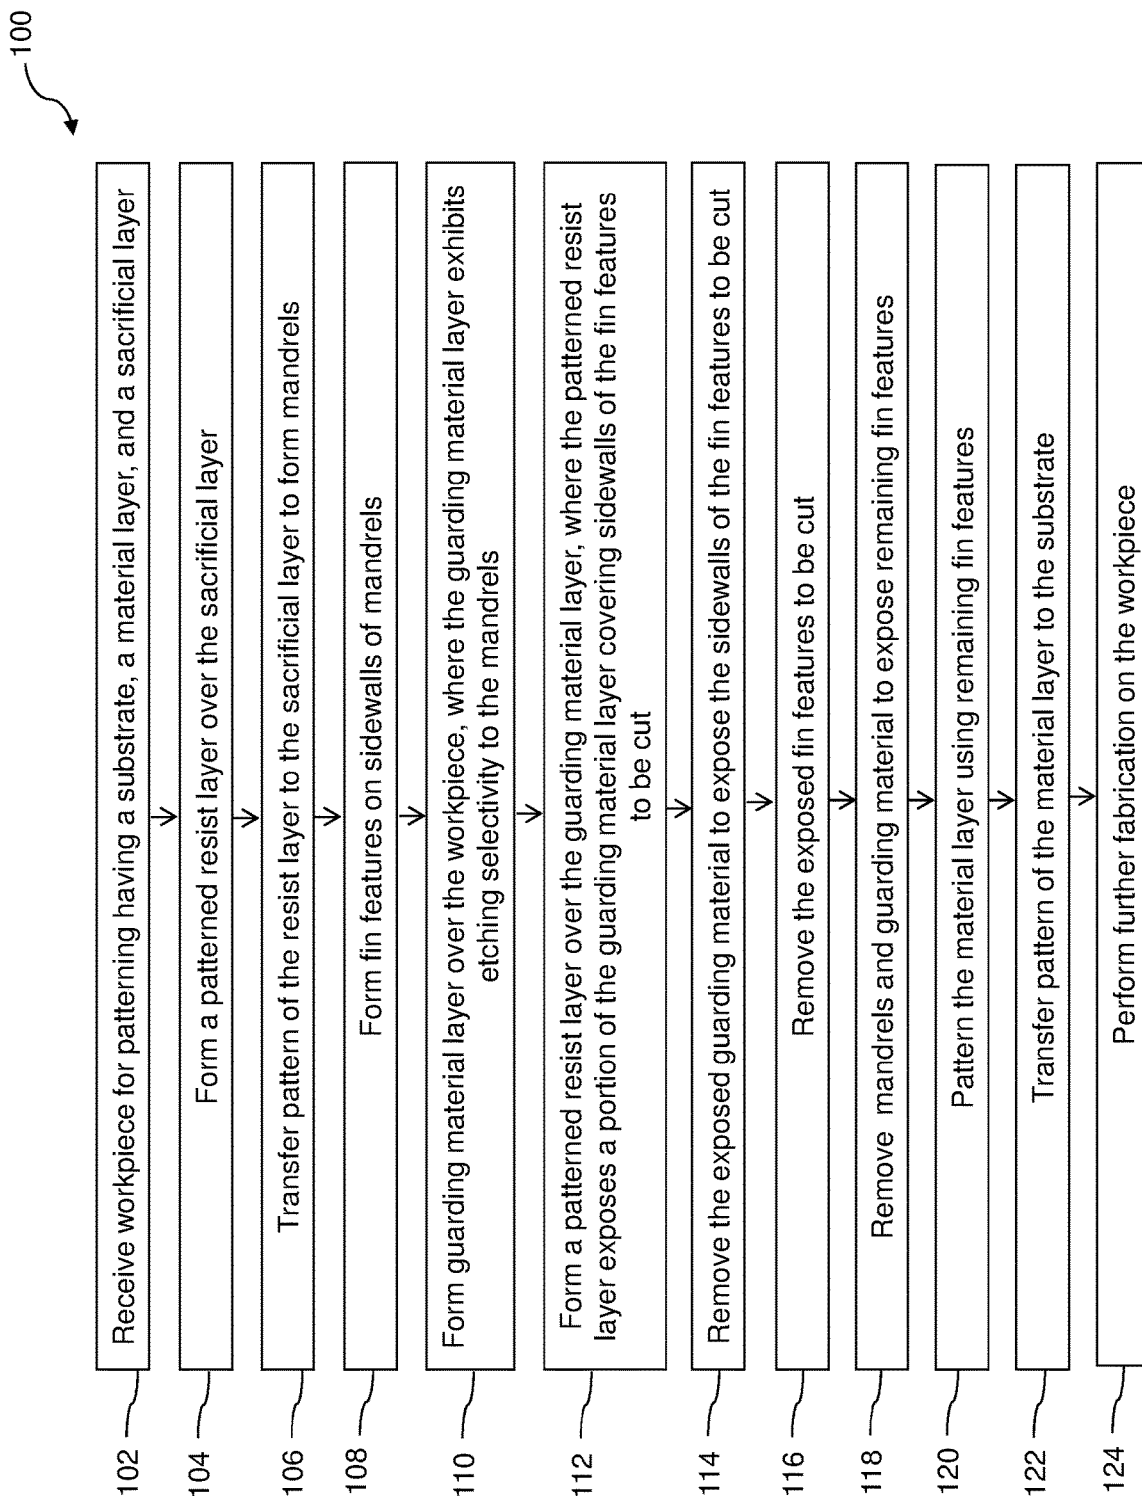 100
102
Receive workpiece for patterning having a substrate, a material layer, and a sacrificial layer
104
Form a patterned resist layer over the sacrificial layer
106
Transfer pattern of the resist layer to the sacrificial layer to form mandrels
108
Form fin features on sidewalls of mandrels
110
Form guarding material layer over the workpiece, where the guarding material layer exhibits
etching selectivity to the mandrels
112
Form a patterned resist layer over the guarding material layer, where the patterned resist
layer exposes a portion of the guarding material layer covering sidewalls of the fin features
to be cut
114
Remove the exposed guarding material to expose the sidewalls of the fin features to be cut
116
Remove the exposed fin features to be cut
118
Remove mandrels and guarding material to expose remaining fin features
120
Pattern the material layer using remaining fin features
122
Transfer pattern of the material layer to the substrate
124
Perform further fabrication on the workpiece